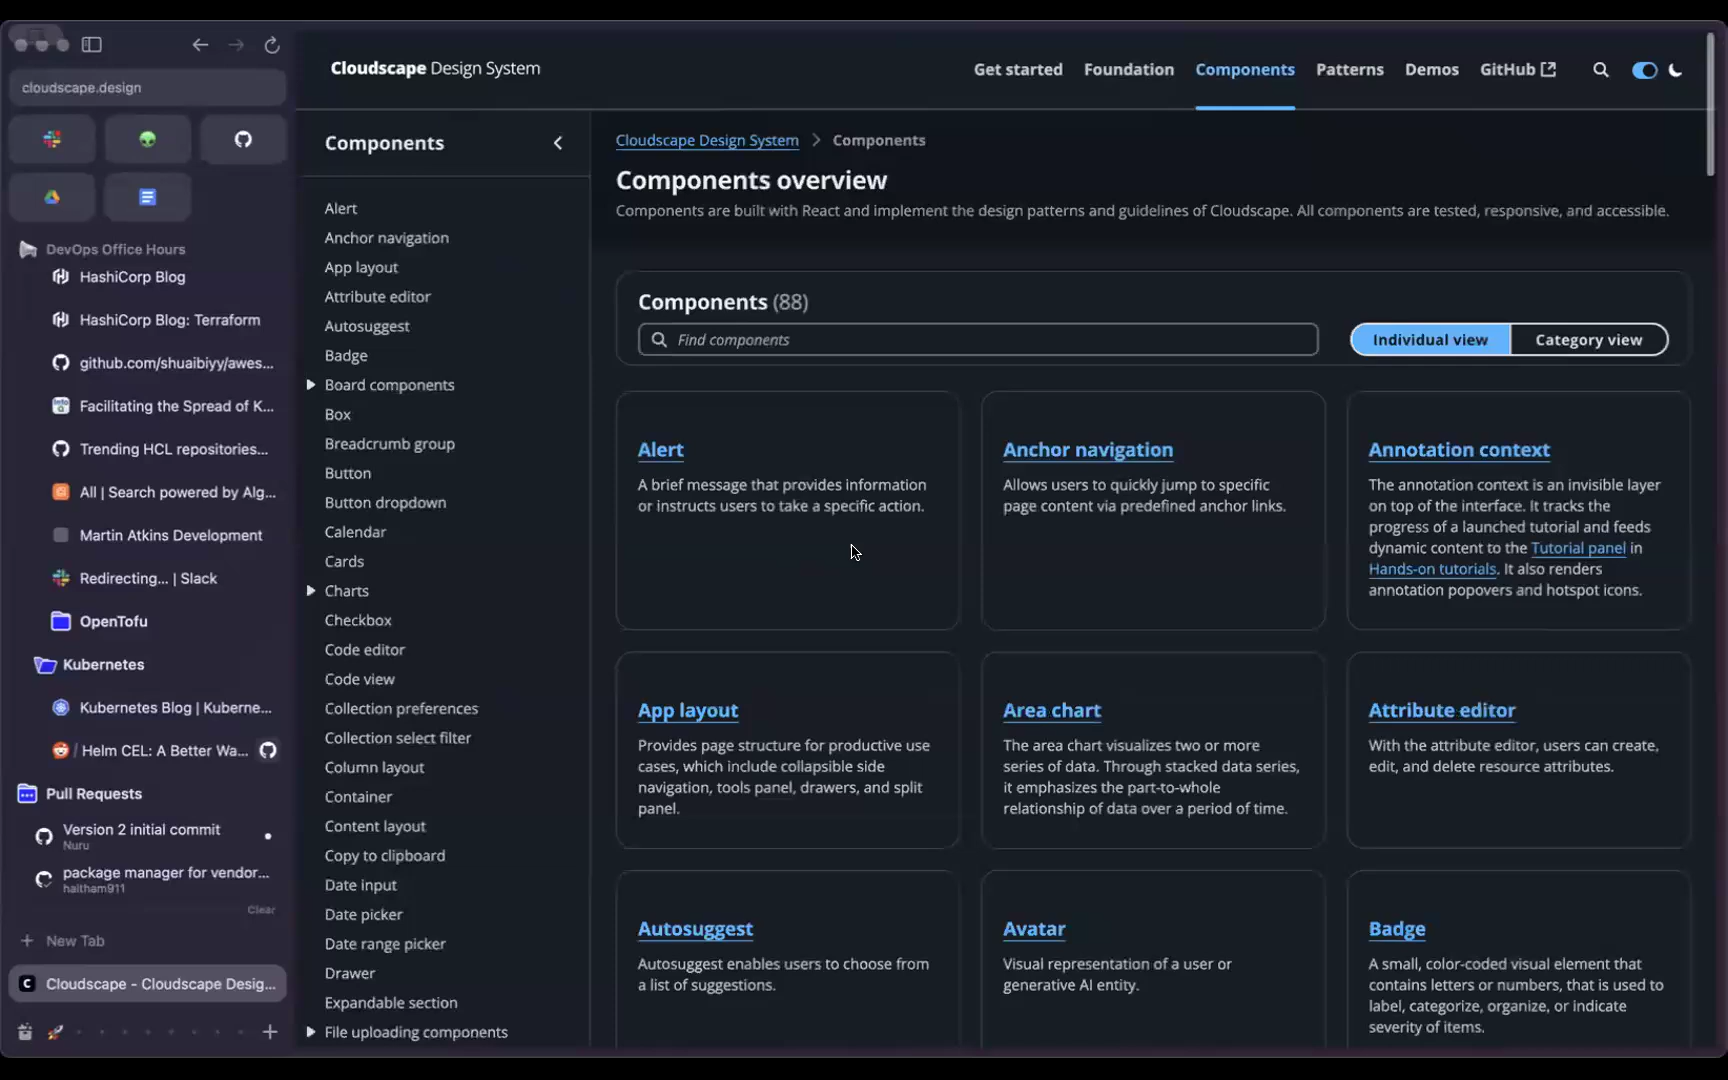 cloudscape.design
DevOps Office Hours
HashiCorp Blog
HashiCorp Blog: Terraform
github.com/shuaibiyy/awes...
Facilitating the Spread of K...
Trending HCL repositories...
All | Search powered by Alg...
Martin Atkins Development
Redirecting... | Slack
OpenTofu
Kubernetes
Kubernetes Blog | Kuberne...
/ Helm CEL: A Better Wa...
Pull Requests
Version 2 initial commit
Nuru
package manager for vendor...
haitham911
Clear
+ New Tab
C Cloudscape - Cloudscape Desig...
Cloudscape Design System
Get started Foundation Components Patterns Demos GitHub
Components
Alert
Anchor navigation
App layout
Attribute editor
Autosuggest
Badge
Board components
Box
Breadcrumb group
Button
Button dropdown
Calendar
Cards
Charts
Checkbox
Code editor
Code view
Collection preferences
Collection select filter
Column layout
Container
Content layout
Copy to clipboard
Date input
Date picker
Date range picker
Drawer
Expandable section
File uploading components
Cloudscape Design System > Components
Components overview
Components are built with React and implement the design patterns and guidelines of Cloudscape. All components are tested, responsive, and accessible.
Components (88)
Find components
Individual view Category view
Alert
A brief message that provides information
or instructs users to take a specific action.
Anchor navigation
Allows users to quickly jump to specific
page content via predefined anchor links.
Annotation context
The annotation context is an invisible layer
on top of the interface. It tracks the
progress of a launched tutorial and feeds
dynamic content to the Tutorial panel in
Hands-on tutorials. It also renders
annotation popovers and hotspot icons.
App layout
Provides page structure for productive use
cases, which include collapsible side
navigation, tools panel, drawers, and split
panel.
Area chart
The area chart visualizes two or more
series of data. Through stacked data series,
it emphasizes the part-to-whole
relationship of data over a period of time.
Attribute editor
With the attribute editor, users can create,
edit, and delete resource attributes.
Autosuggest
Autosuggest enables users to choose from
a list of suggestions.
Avatar
Visual representation of a user or
generative AI entity.
Badge
A small, color-coded visual element that
contains letters or numbers, that is used to
label, categorize, organize, or indicate
severity of items.